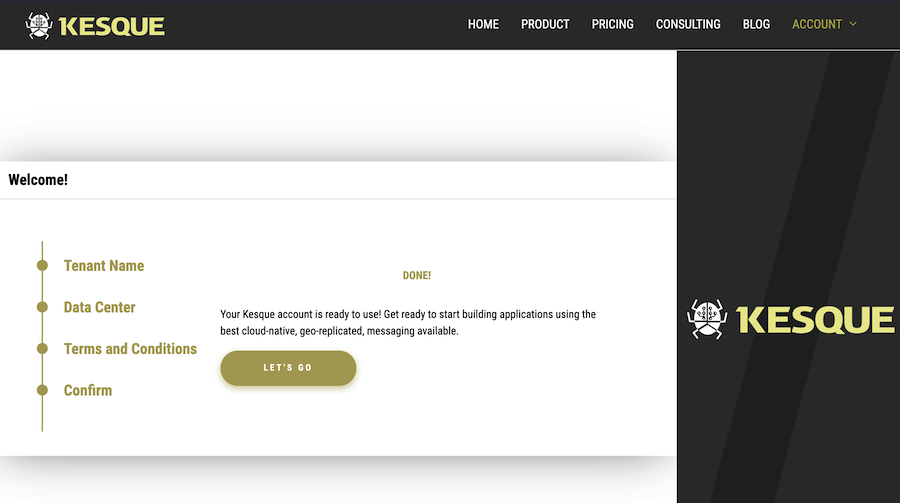 KESQUE
HOME PRODUCT PRICING CONSULTING BLOG ACCOUNT
Welcome!
Tenant Name
Data Center
Terms and Conditions
Confirm
DONE!
Your Kesque account is ready to use! Get ready to start building applications using the
best cloud-native, geo-replicated, messaging available.
LET'S GO
KESQUE